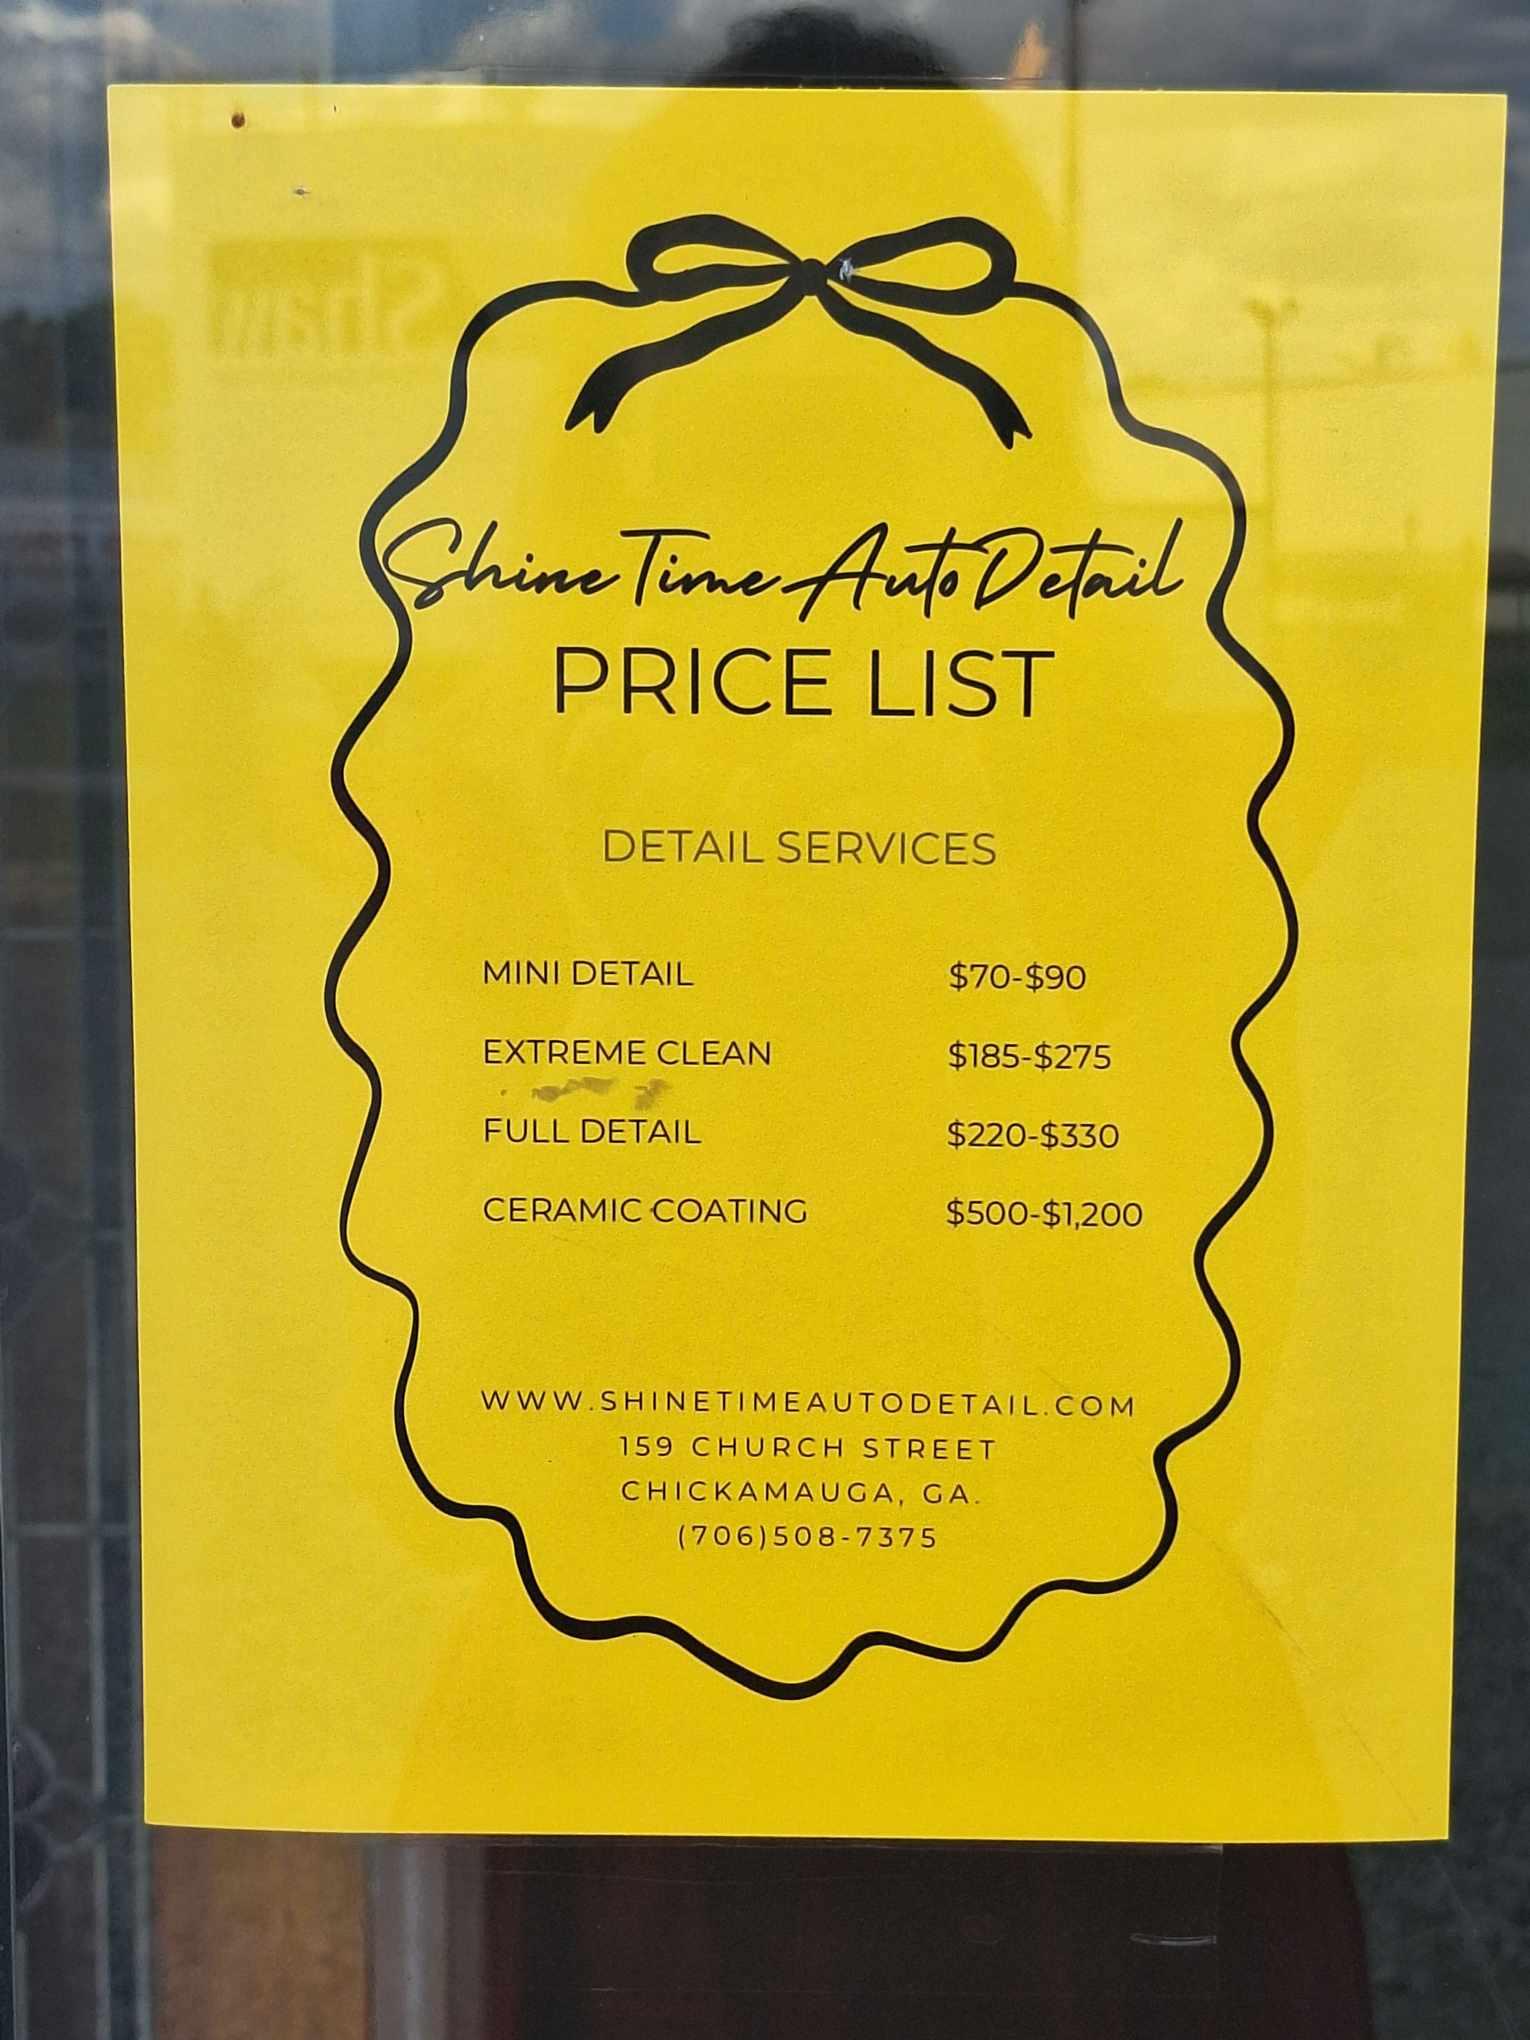 Shaw
Shine Time Auto Detail
PRICE LIST
DETAIL SERVICES
MINI DETAIL $70-$90
EXTREME CLEAN $185-$275
FULL DETAIL $220-$330
CERAMIC COATING $500-$1,200
WWW.SHINETIMEAUTODETAIL.COM
159 CHURCH STREET
CHICKAMAUGA, GA.
(706)508-7375